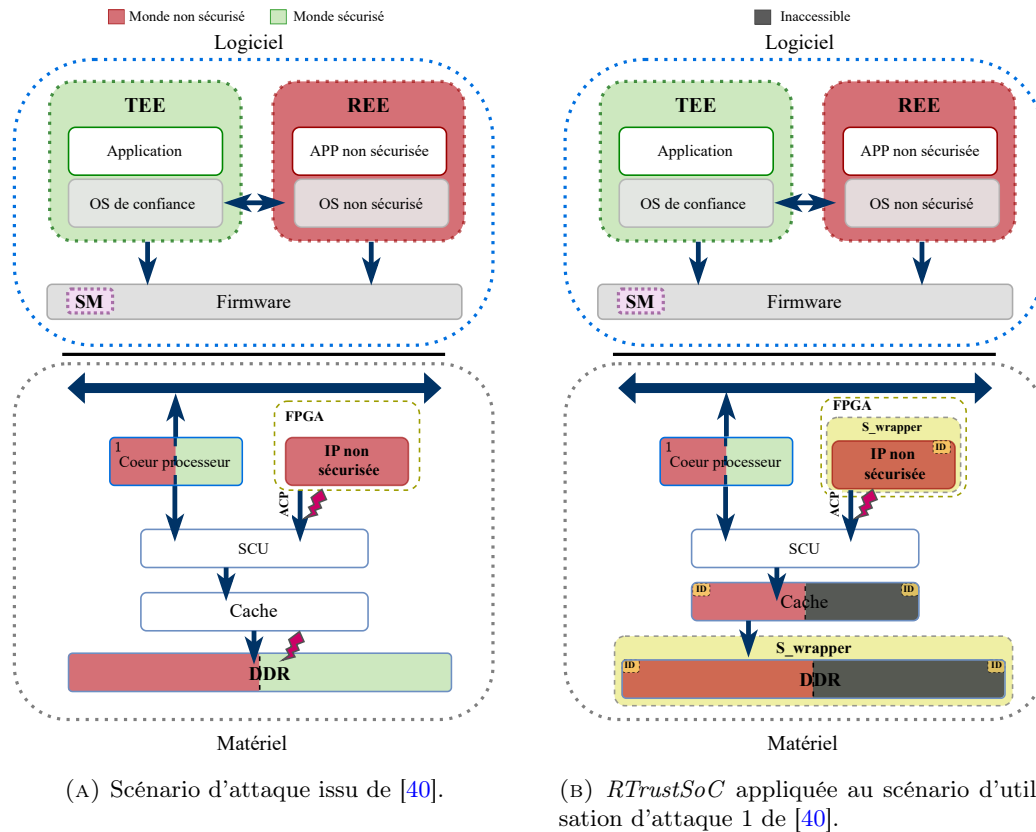 Monde non sécurisé Monde sécurisé
Logiciel
TEE REE
Application APP non sécurisée
OS de confiance OS non sécurisé
SM Firmware
FPGA
1
Coeur processeur
IP non
sécurisée
ACP
SCU
Cache
DDR
Matériel
(A) Scénario d'attaque issu de [40].
Inaccessible
Logiciel
TEE REE
Application APP non sécurisée
OS de confiance OS non sécurisé
SM Firmware
FPGA
S_wrapper
1
Coeur processeur
ID
IP non
sécurisée
ACP
SCU
ID Cache ID
S_wrapper
ID DDR ID
Matériel
(B) RTrustSoC appliquée au scénario d'util
sation d'attaque 1 de [40].